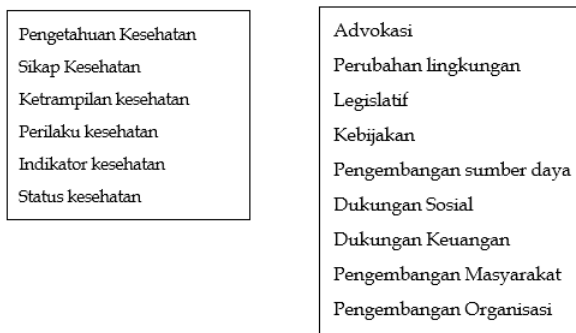 Pengetahuan Kesehatan
Sikap Kesehatan
Ketrampilan kesehatan
Perilaku kesehatan
Indikator kesehatan
Status kesehatan
Advokasi
Perubahan lingkungan
Legislatif
Kebijakan
Pengembangan sumber daya
Dukungan Sosial
Dukungan Keuangan
Pengembangan Masyarakat
Pengembangan Organisasi